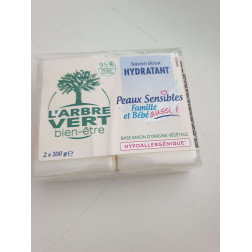 95%
L'ARBRE
VERT
bien-être
2 x 100 g
Savon doux
HYDRATANT
Peaux Sensibles
Famille
et Bébé aussi !
BASE SAVON D'ORIGINE VÉGÉTALE
HYPOALLERGÉNIQUE